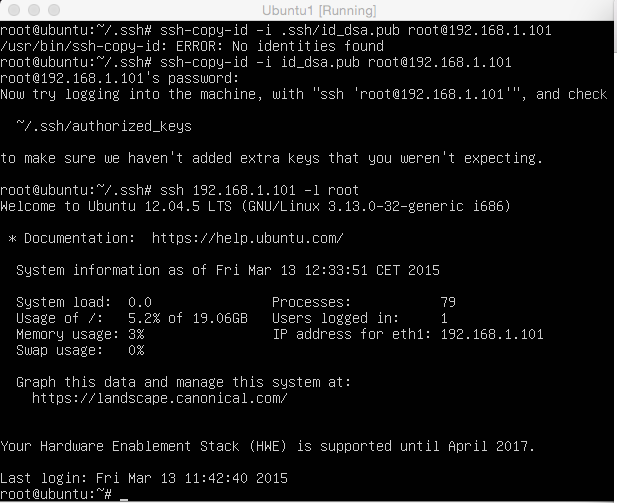 Ubuntu1 [Running]
root@ubuntu:~/.ssh# ssh-copy-id -i .ssh/id_dsa.pub root@192.168.1.101
/usr/bin/ssh-copy-id: ERROR: No identities found
root@ubuntu:~/.ssh# ssh-copy-id -i id_dsa.pub root@192.168.1.101
root@192.168.1.101's password:
Now try logging into the machine, with "ssh 'root@192.168.1.101'", and check
~/.ssh/authorized_keys
to make sure we haven't added extra keys that you weren't expecting.
root@ubuntu:~/.ssh# ssh 192.168.1.101 -l root
Welcome to Ubuntu 12.04.5 LTS (GNU/Linux 3.13.0-32-generic i686)
* Documentation:  https://help.ubuntu.com/
System information as of Fri Mar 13 12:33:51 CET 2015
System load:  0.0               Processes:           79
Usage of /:   5.2% of 19.06GB   Users logged in:     1
Memory usage: 3%                IP address for eth1: 192.168.1.101
Swap usage:   0%
Graph this data and manage this system at:
https://landscape.canonical.com/
Your Hardware Enablement Stack (HWE) is supported until April 2017.
Last login: Fri Mar 13 11:42:40 2015
root@ubuntu:~# _